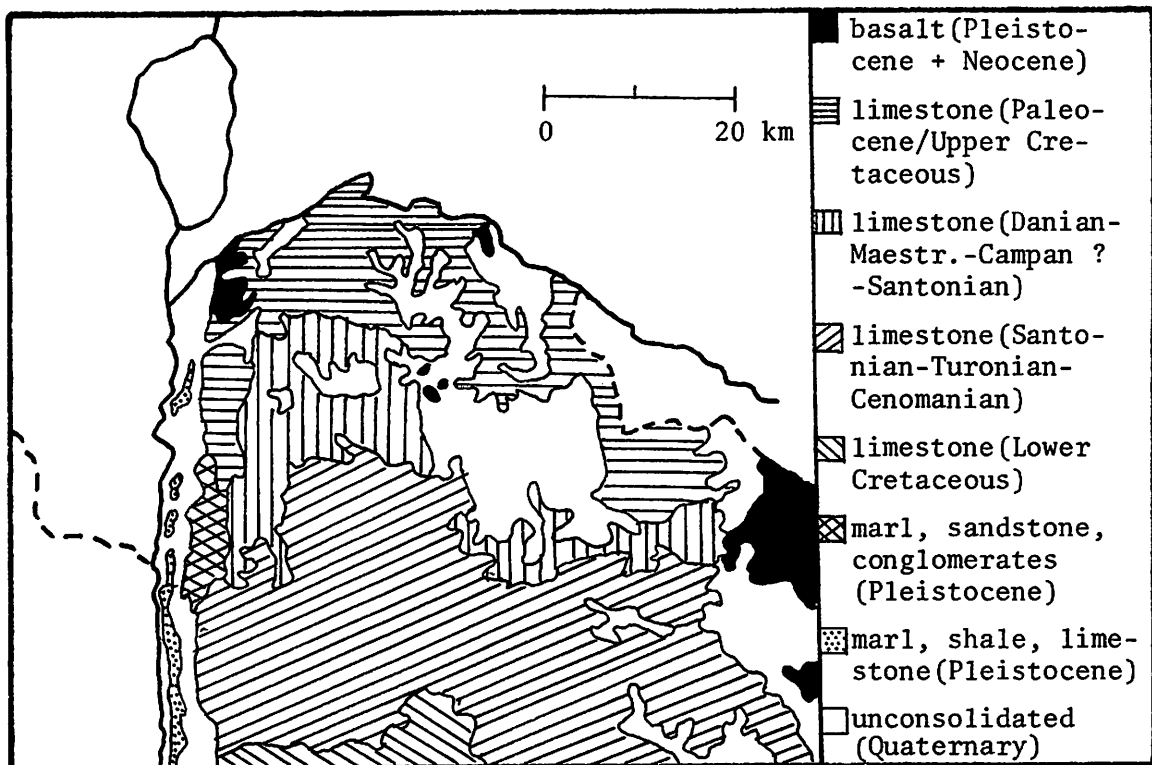 0
20 km
basalt(Pleisto-
cene + Neocene)
limestone(Paleo-
cene/Upper Cre-
taceous)
limestone(Danian-
Maestr.-Campan ?
-Santonian)
limestone(Santo-
nian-Turonian-
Cenomanian)
limestone(Lower
Cretaceous)
marl, sandstone,
conglomerates
(Pleistocene)
marl, shale, lime-
stone(Pleistocene)
unconsolidated
(Quaternary)